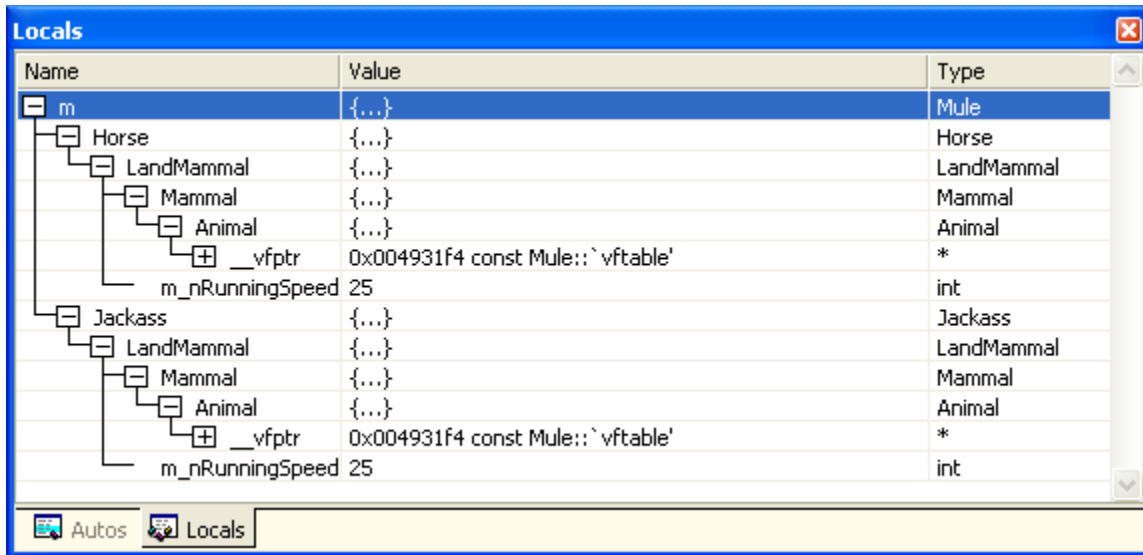 Locals
Name Value Type
m {...} Mule
Horse {...} Horse
LandMammal {...} LandMammal
Mammal {...} Mammal
Animal {...} Animal
__vfptr 0x004931f4 const Mule::`vftable' *
m_nRunningSpeed 25 int
Jackass {...} Jackass
LandMammal {...} LandMammal
Mammal {...} Mammal
Animal {...} Animal
__vfptr 0x004931f4 const Mule::`vftable' *
m_nRunningSpeed 25 int
Autos Locals